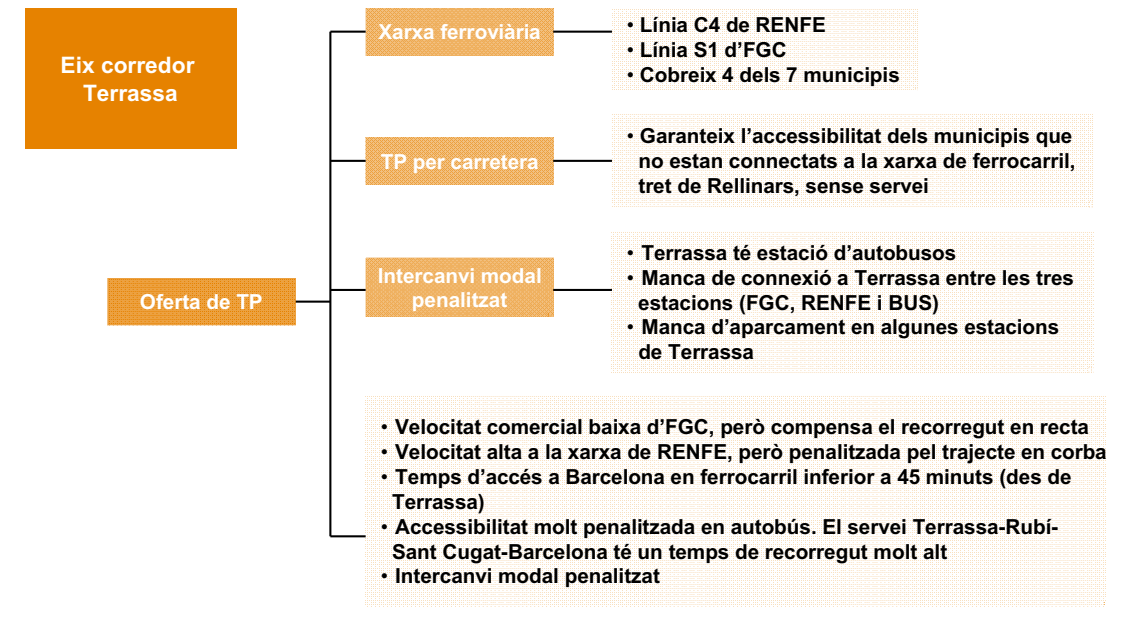 Eix corredor
Terrassa
Oferta de TP
Xarxa ferroviària
• Línia C4 de RENFE
• Línia S1 d’FGC
• Cobreix 4 dels 7 municipis
TP per carretera
• Garanteix l’accessibilitat dels municipis que
no estan connectats a la xarxa de ferrocarril,
tret de Rellinars, sense servei
Intercanvi modal
penalitzat
• Terrassa té estació d’autobusos
• Manca de connexió a Terrassa entre les tres
estacions (FGC, RENFE i BUS)
• Manca d’aparcament en algunes estacions
de Terrassa
• Velocitat comercial baixa d’FGC, però compensa el recorregut en recta
• Velocitat alta a la xarxa de RENFE, però penalitzada pel trajecte en corba
• Temps d’accés a Barcelona en ferrocarril inferior a 45 minuts (des de
Terrassa)
• Accessibilitat molt penalitzada en autobús. El servei Terrassa-Rubí-
Sant Cugat-Barcelona té un temps de recorregut molt alt
• Intercanvi modal penalitzat